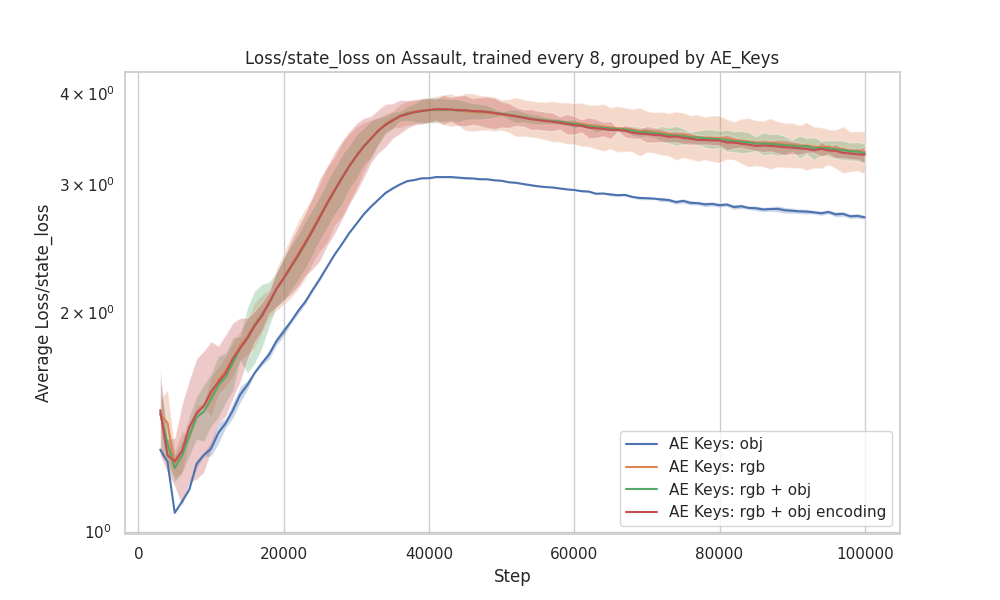 Loss/state_loss on Assault, trained every 8, grouped by AE_Keys
Average Loss/state_loss
4 × 10⁰
3 × 10⁰
2 × 10⁰
10⁰
AE Keys: obj
AE Keys: rgb
AE Keys: rgb + obj
AE Keys: rgb + obj encoding
0 20000 40000 60000 80000 100000
Step